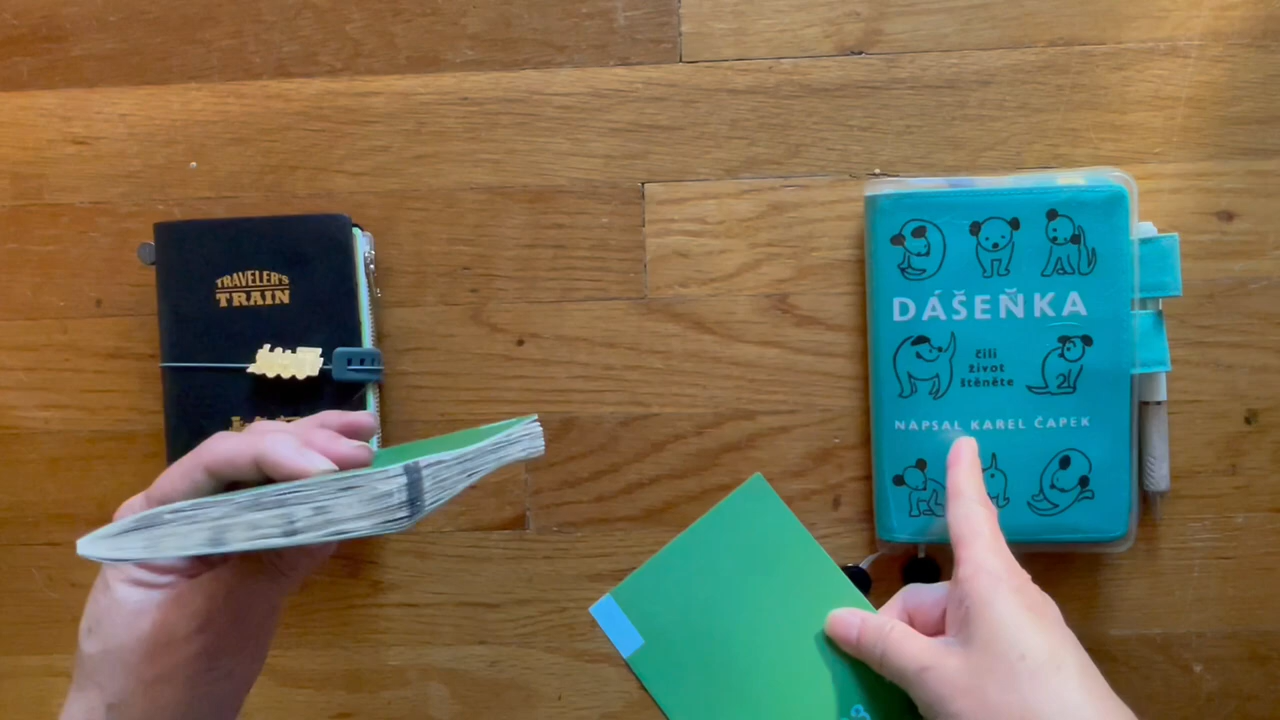 TRAVELER'S
TRAIN
DÁŠEŇKA
čili
život
štěněte
NAPSAL KAREL ČAPEK